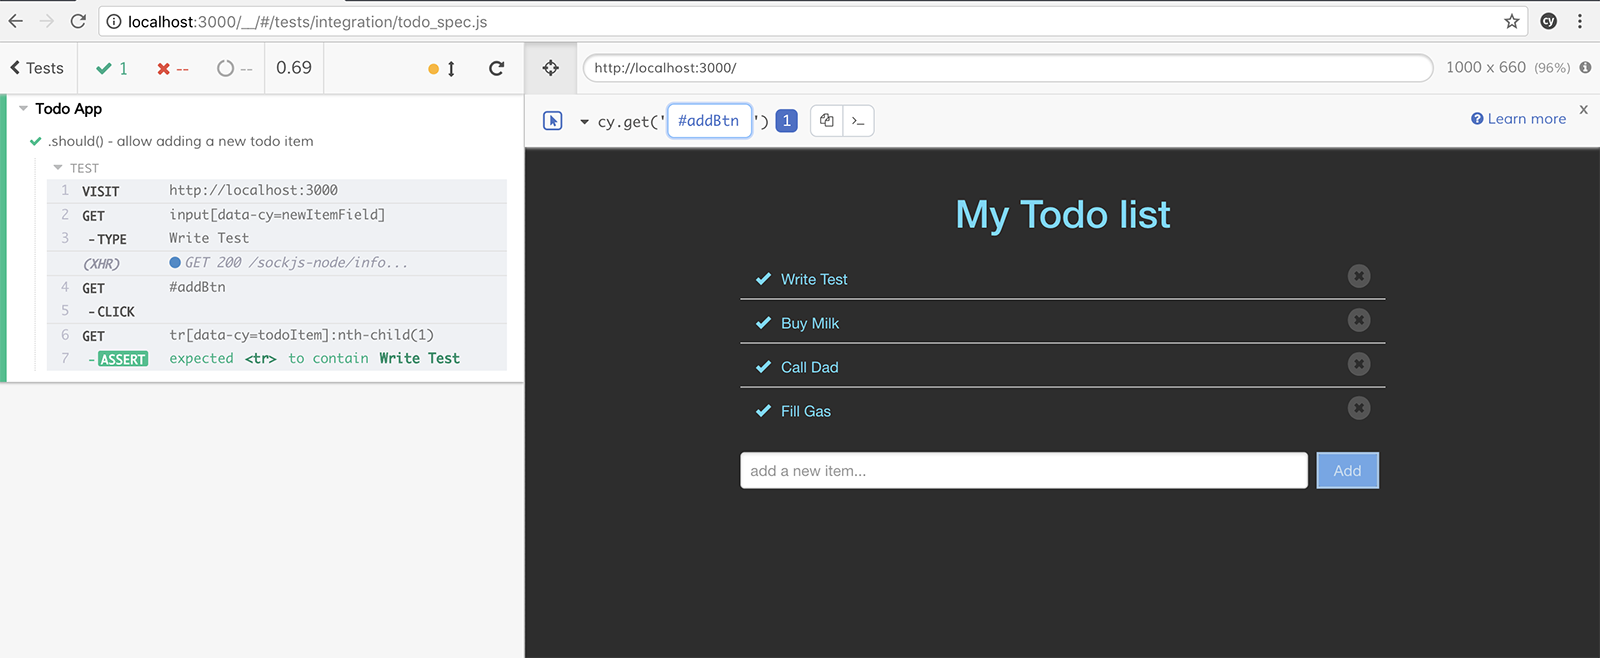 localhost:3000/__/#/tests/integration/todo_spec.js
cy
Tests 1 -- -- 0.69
http://localhost:3000/
1000 x 660 (96%)
Todo App
.should() - allow adding a new todo item
TEST
1 VISIT http://localhost:3000
2 GET input[data-cy=newItemField]
3 -TYPE Write Test
(XHR) GET 200 /sockjs-node/info...
4 GET #addBtn
5 -CLICK
6 GET tr[data-cy=todoItem]:nth-child(1)
7 -ASSERT expected <tr> to contain Write Test
cy.get('#addBtn') 1 >_
Learn more x
My Todo list
Write Test
Buy Milk
Call Dad
Fill Gas
add a new item... Add